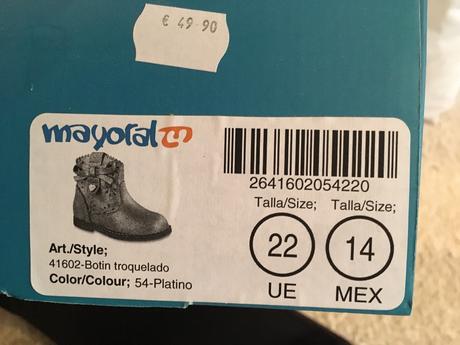 € 49-90
mayoral
2641602054220
Talla/Size; Talla/Size;
22 14
UE MEX
Art./Style;
41602-Botin troquelado
Color/Colour; 54-Platino